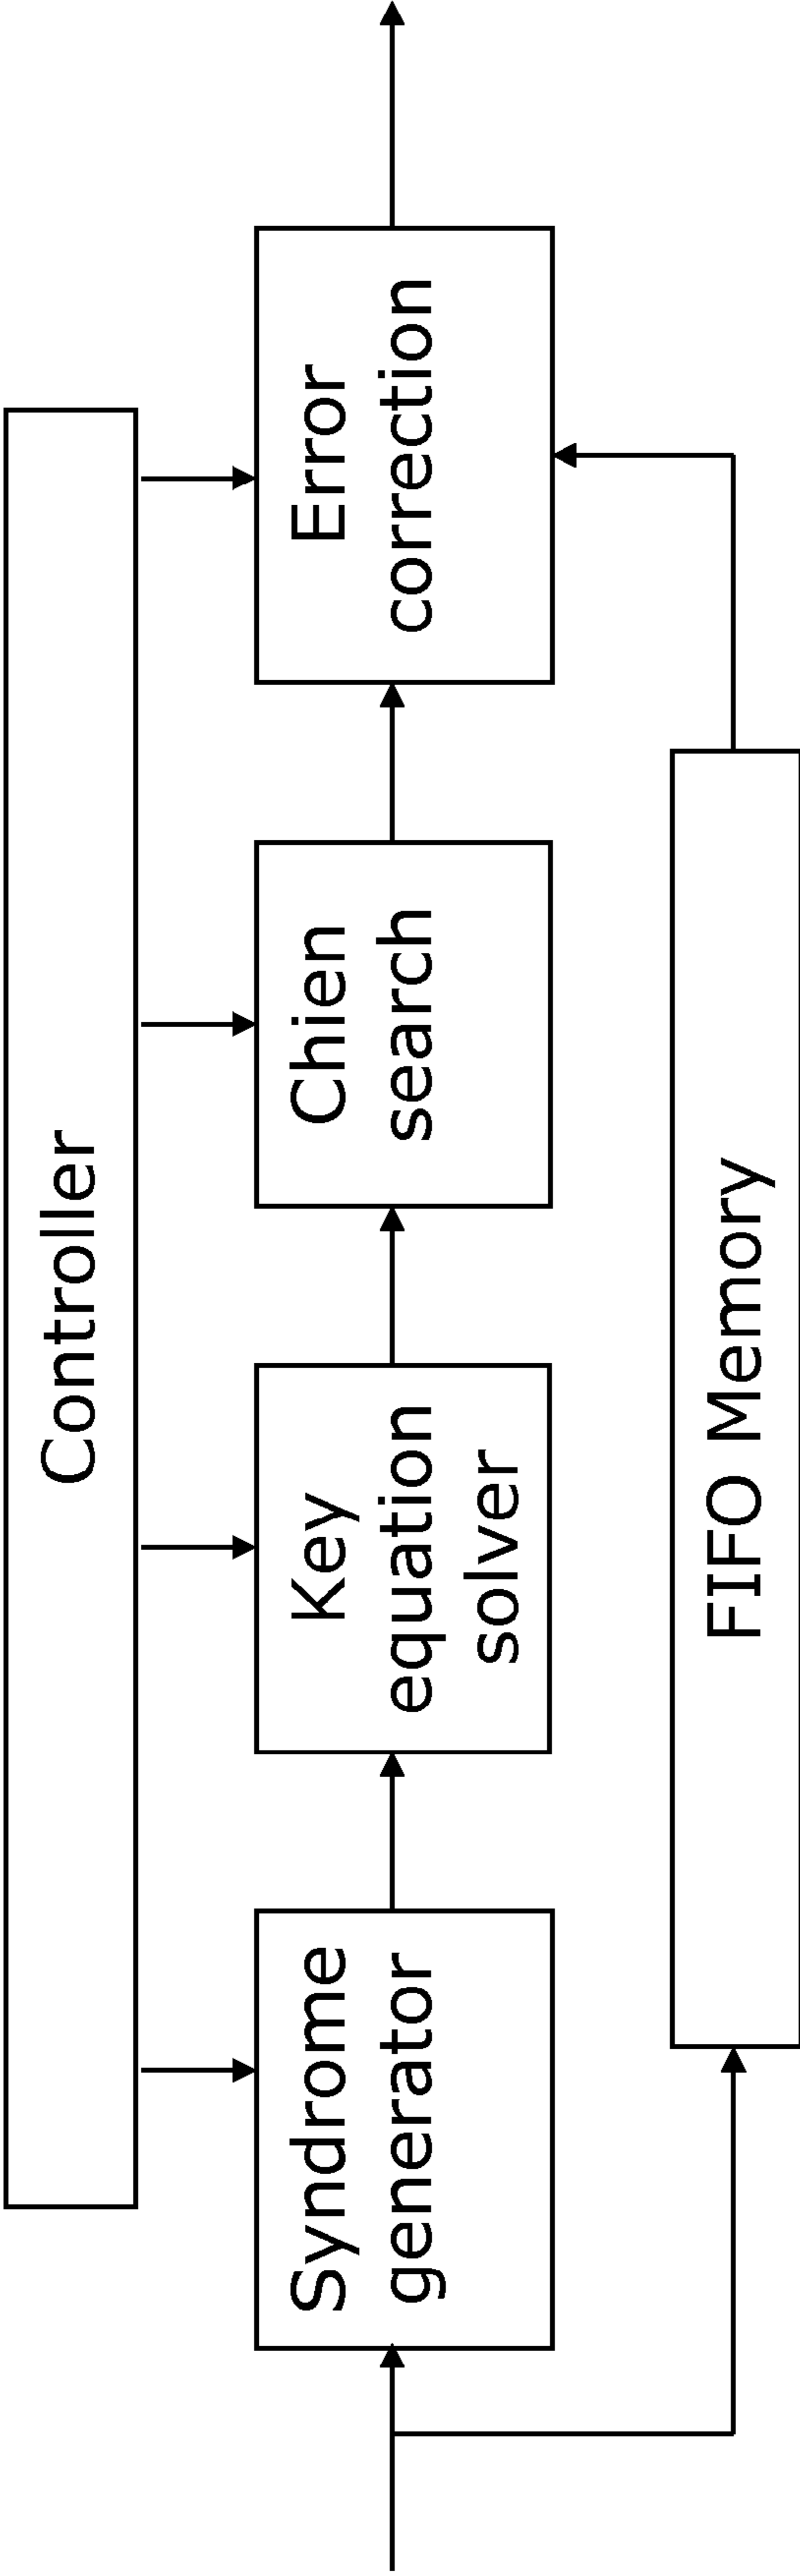 Controller
Syndrome
generator
Key
equation
solver
Chien
search
Error
correction
FIFO Memory